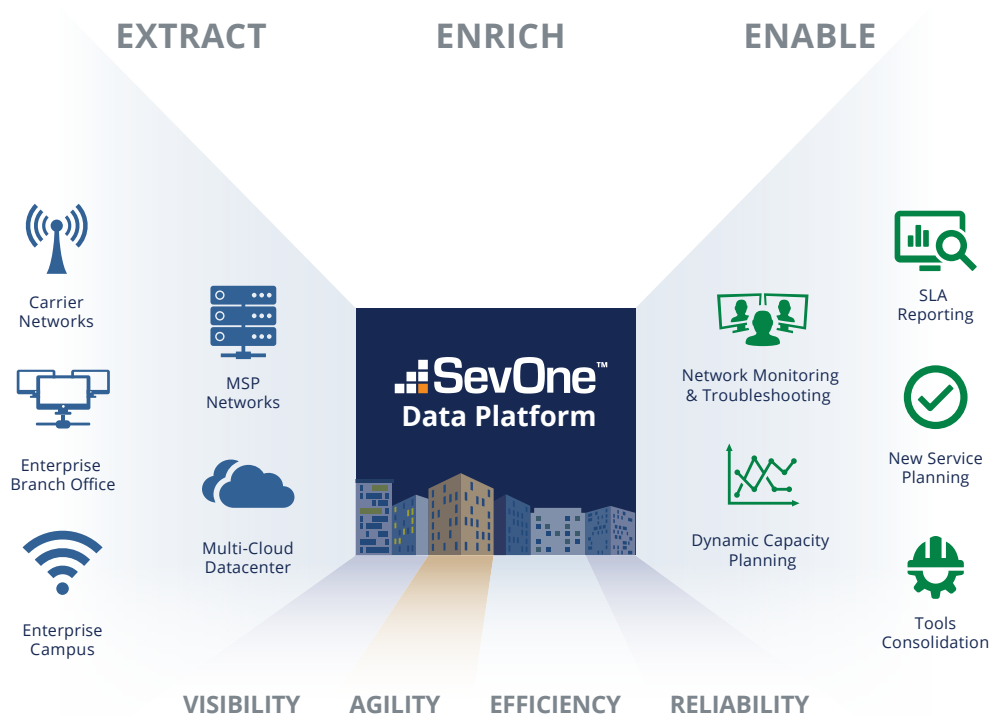 EXTRACT
ENRICH
ENABLE
Carrier
Networks
Enterprise
Branch Office
Enterprise
Campus
MSP
Networks
Multi-Cloud
Datacenter
SevOne™
Data Platform
Network Monitoring
& Troubleshooting
Dynamic Capacity
Planning
SLA
Reporting
New Service
Planning
Tools
Consolidation
VISIBILITY
AGILITY
EFFICIENCY
RELIABILITY